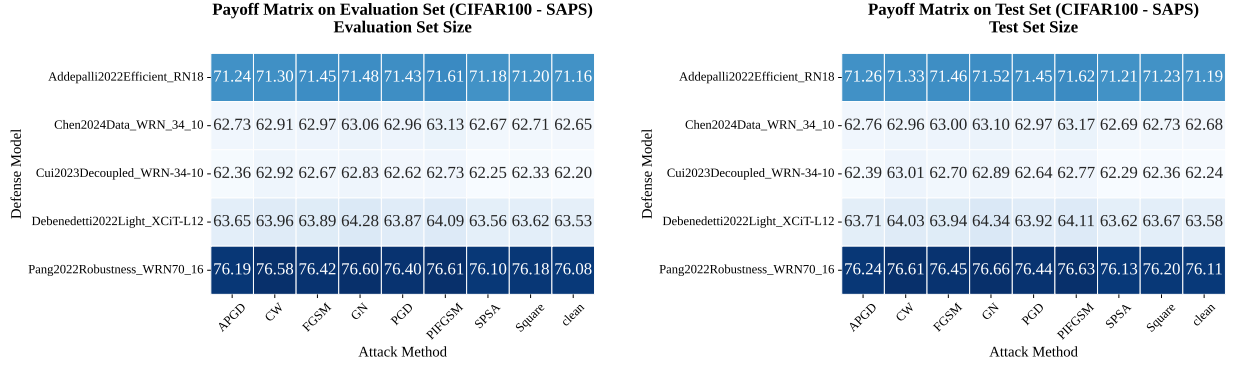 Payoff Matrix on Evaluation Set (CIFAR100 - SAPS)
Evaluation Set Size
Defense Model
Addepalli2022Efficient_RN18 71.24 71.30 71.45 71.48 71.43 71.61 71.18 71.20 71.16
Chen2024Data_WRN_34_10 62.73 62.91 62.97 63.06 62.96 63.13 62.67 62.71 62.65
Cui2023Decoupled_WRN-34-10 62.36 62.92 62.67 62.83 62.62 62.73 62.25 62.33 62.20
Debenedetti2022Light_XCiT-L12 63.65 63.96 63.89 64.28 63.87 64.09 63.56 63.62 63.53
Pang2022Robustness_WRN70_16 76.19 76.58 76.42 76.60 76.40 76.61 76.10 76.18 76.08
APGD CW FGSM GN PGD PIFGSM SPSA Square clean
Attack Method
Payoff Matrix on Test Set (CIFAR100 - SAPS)
Test Set Size
Defense Model
Addepalli2022Efficient_RN18 71.26 71.33 71.46 71.52 71.45 71.62 71.21 71.23 71.19
Chen2024Data_WRN_34_10 62.76 62.96 63.00 63.10 62.97 63.17 62.69 62.73 62.68
Cui2023Decoupled_WRN-34-10 62.39 63.01 62.70 62.89 62.64 62.77 62.29 62.36 62.24
Debenedetti2022Light_XCiT-L12 63.71 64.03 63.94 64.34 63.92 64.11 63.62 63.67 63.58
Pang2022Robustness_WRN70_16 76.24 76.61 76.45 76.66 76.44 76.63 76.13 76.20 76.11
APGD CW FGSM GN PGD PIFGSM SPSA Square clean
Attack Method